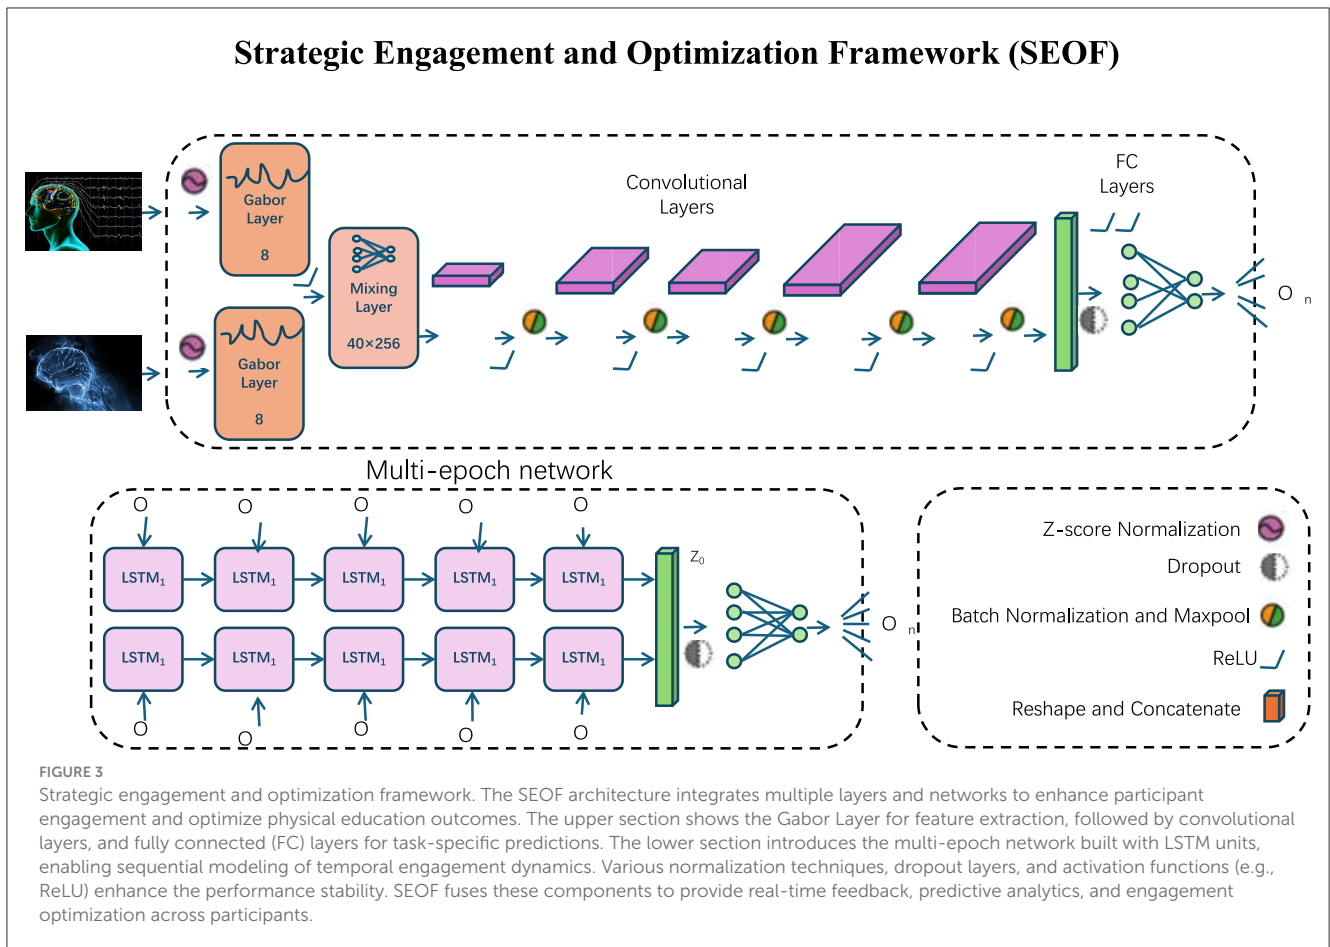 Strategic Engagement and Optimization Framework (SEOF)
Gabor
Layer
8
Gabor
Layer
8
Mixing
Layer
40×256
Convolutional
Layers
FC
Layers
O n
Multi-epoch network
O O O O O
LSTM1 LSTM1 LSTM1 LSTM1 LSTM1
LSTM1 LSTM1 LSTM1 LSTM1 LSTM1
O O O O O
Z0
O n
Z-score Normalization
Dropout
Batch Normalization and Maxpool
ReLU
Reshape and Concatenate
FIGURE 3
Strategic engagement and optimization framework. The SEOF architecture integrates multiple layers and networks to enhance participant
engagement and optimize physical education outcomes. The upper section shows the Gabor Layer for feature extraction, followed by convolutional
layers, and fully connected (FC) layers for task-specific predictions. The lower section introduces the multi-epoch network built with LSTM units,
enabling sequential modeling of temporal engagement dynamics. Various normalization techniques, dropout layers, and activation functions (e.g.,
ReLU) enhance the performance stability. SEOF fuses these components to provide real-time feedback, predictive analytics, and engagement
optimization across participants.